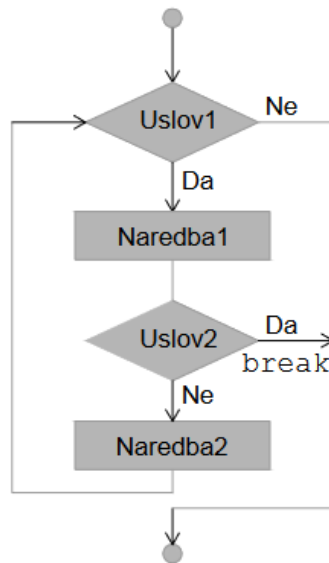 Uslov1
Ne
Da
Naredba1
Uslov2
Da
break
Ne
Naredba2